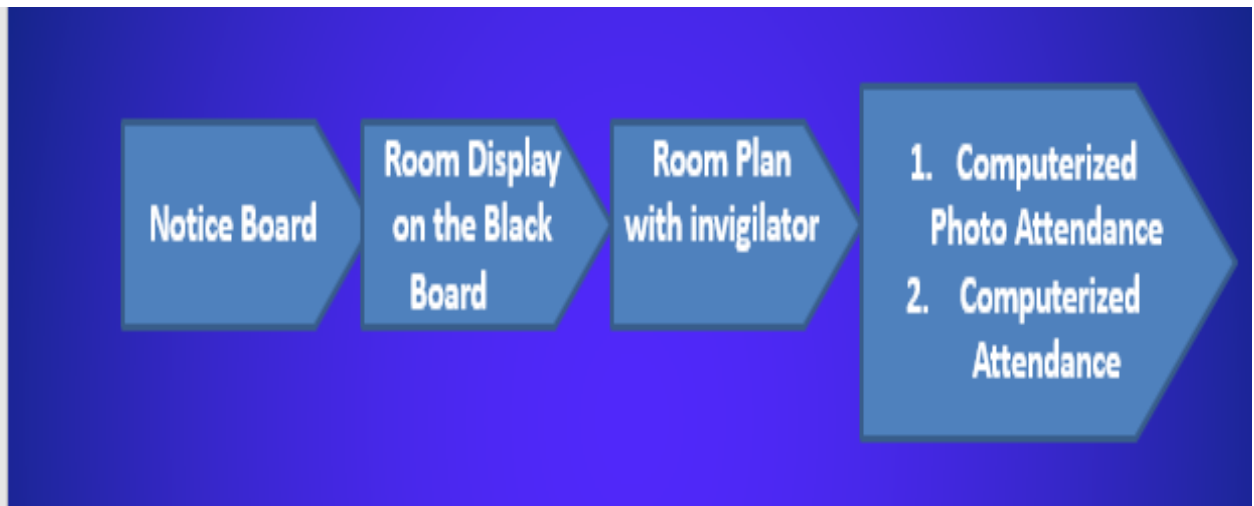 Notice Board
Room Display
on the Black
Board
Room Plan
with invigilator
1. Computerized
Photo Attendance
2. Computerized
Attendance